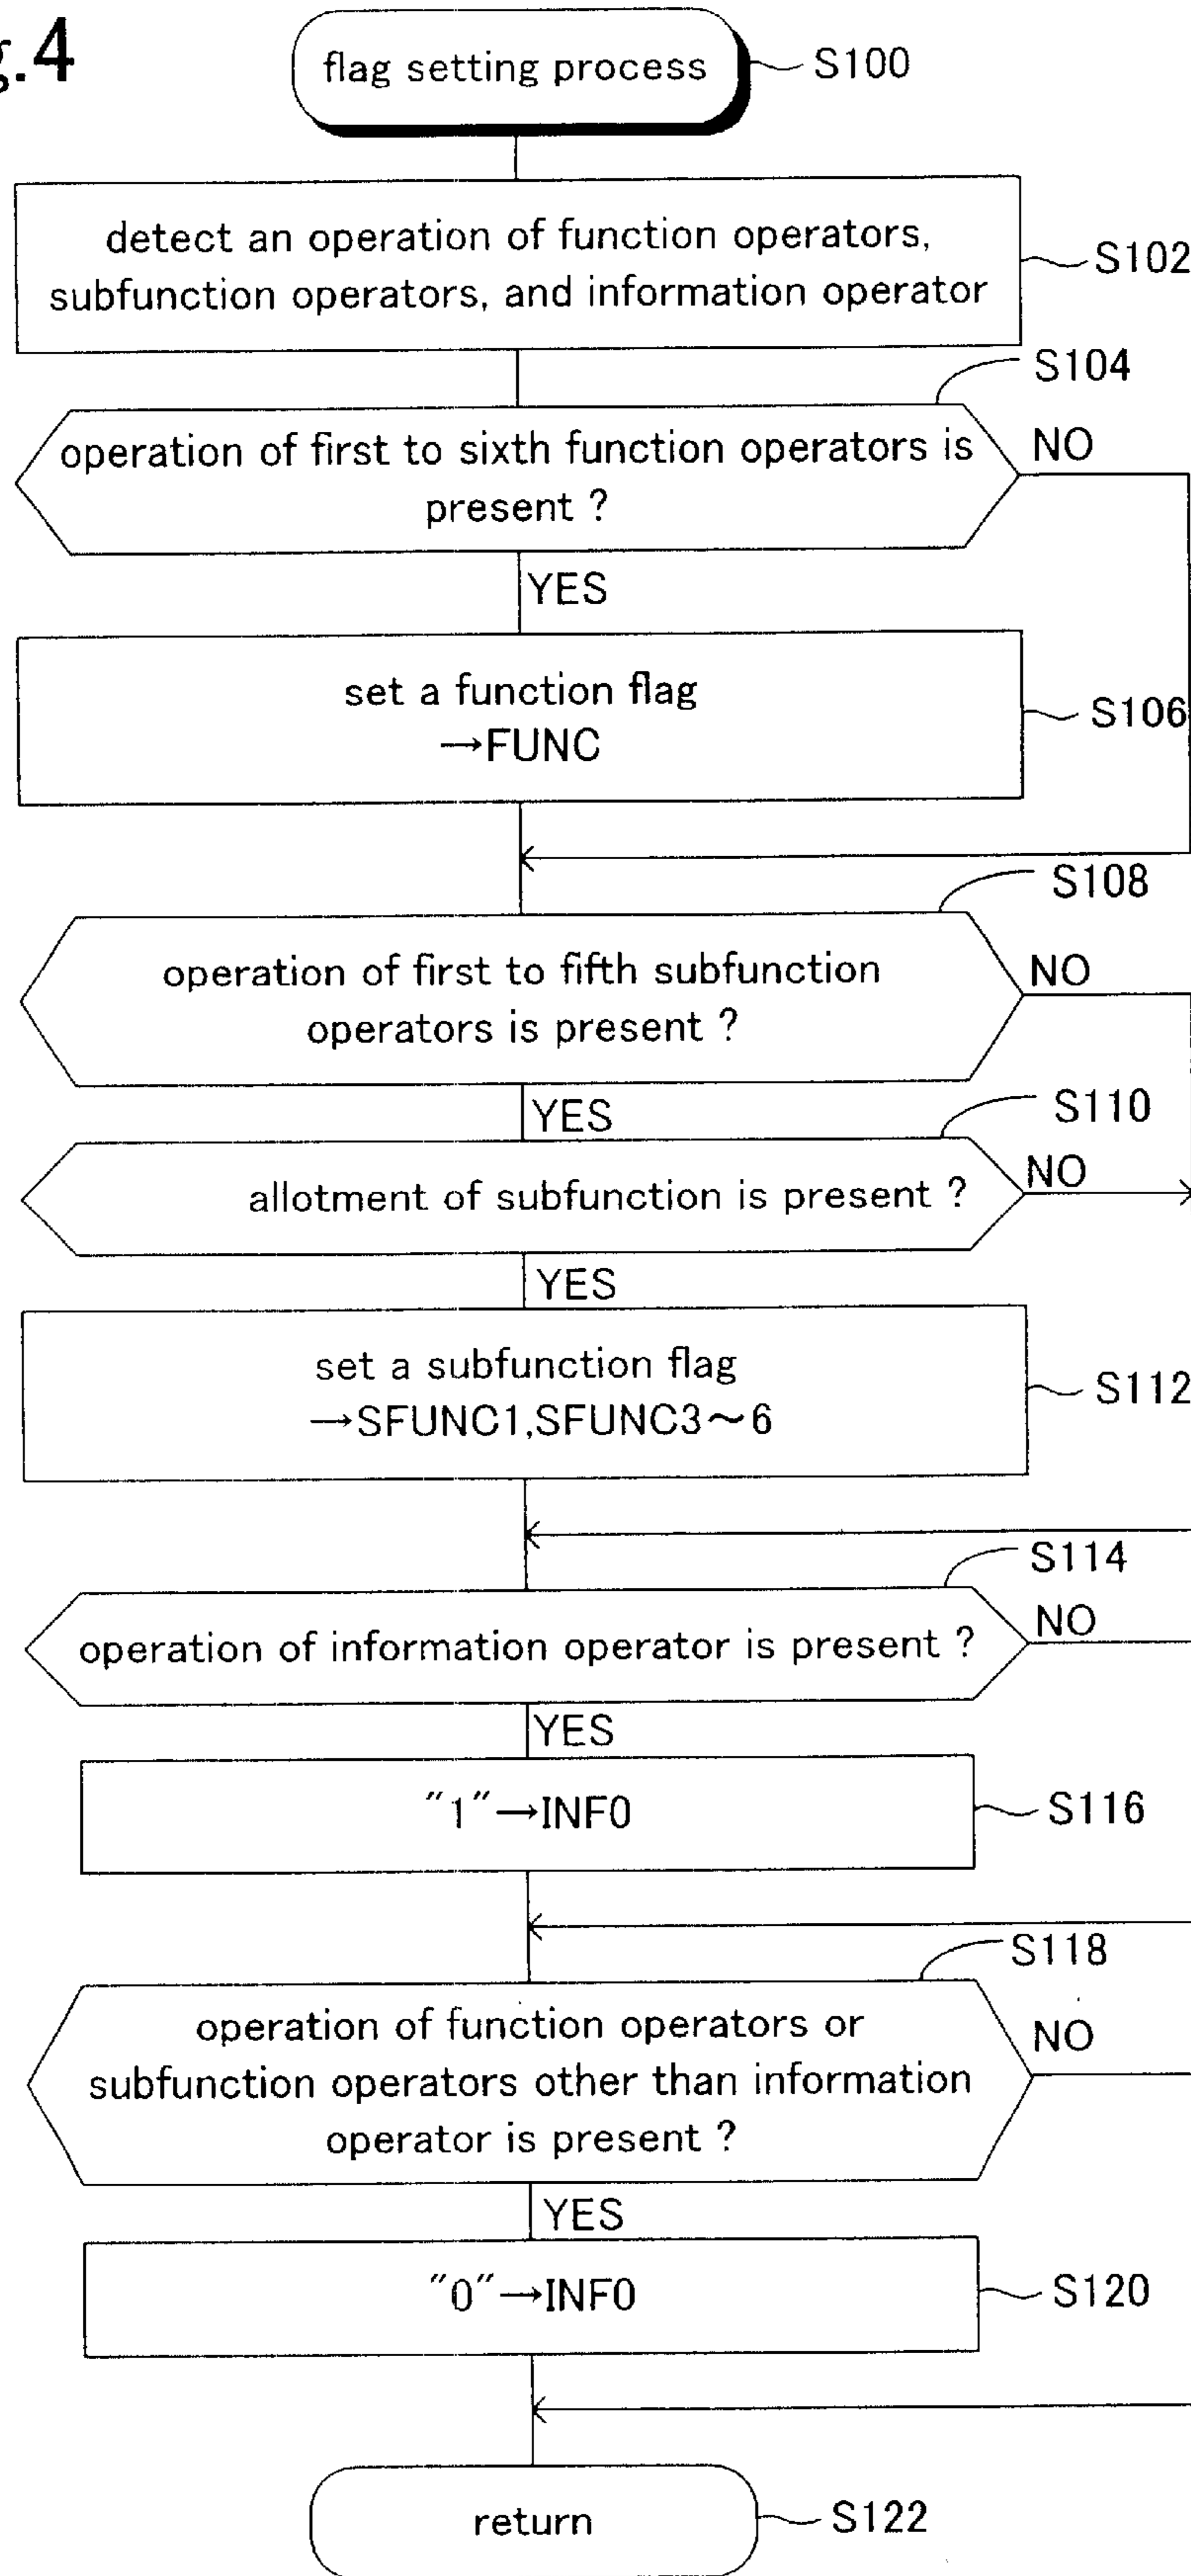 g.4
flag setting process
S100
detect an operation of function operators,
subfunction operators, and information operator
S102
S104
operation of first to sixth function operators is
present ?
NO
YES
set a function flag
→FUNC
S106
S108
operation of first to fifth subfunction
operators is present ?
NO
YES
S110
allotment of subfunction is present ?
NO
YES
set a subfunction flag
→SFUNC1,SFUNC3~6
S112
S114
operation of information operator is present ?
NO
YES
"1"→INFO
S116
S118
operation of function operators or
subfunction operators other than information
operator is present ?
NO
YES
"0"→INFO
S120
return
S122